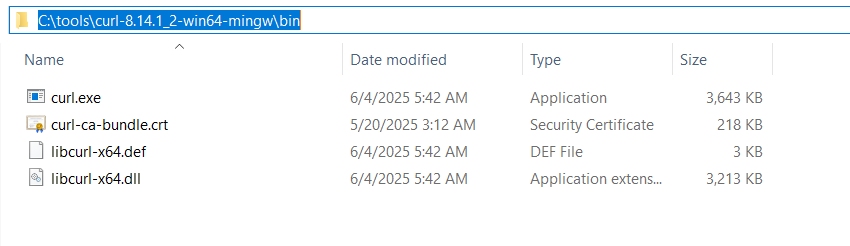 C:\tools\curl-8.14.1_2-win64-mingw\bin
Name Date modified Type Size
curl.exe 6/4/2025 5:42 AM Application 3,643 KB
curl-ca-bundle.crt 5/20/2025 3:12 AM Security Certificate 218 KB
libcurl-x64.def 6/4/2025 5:42 AM DEF File 3 KB
libcurl-x64.dll 6/4/2025 5:42 AM Application extens... 3,213 KB